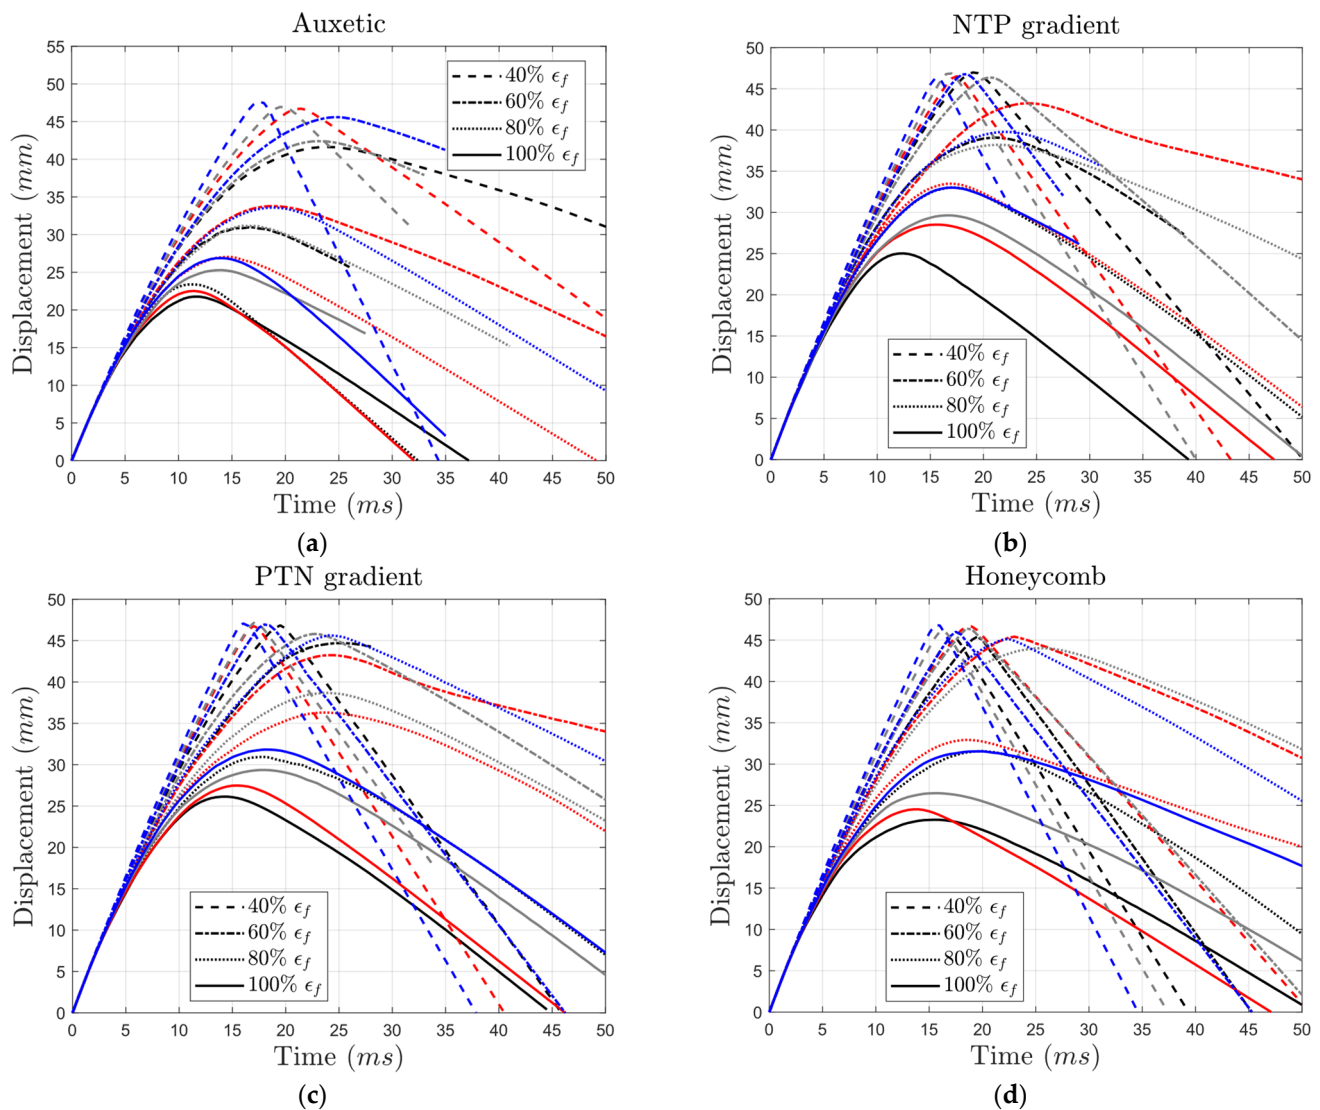 Auxetic
55
50
45
40
35
30
25
20
15
10
5
0
Displacement (mm)
40% ϵf
60% ϵf
80% ϵf
100% ϵf
0 5 10 15 20 25 30 35 40 45 50
Time (ms)
(a)
NTP gradient
50
45
40
35
30
25
20
15
10
5
0
Displacement (mm)
40% ϵf
60% ϵf
80% ϵf
100% ϵf
0 5 10 15 20 25 30 35 40 45 50
Time (ms)
(b)
PTN gradient
50
45
40
35
30
25
20
15
10
5
0
Displacement (mm)
40% ϵf
60% ϵf
80% ϵf
100% ϵf
0 5 10 15 20 25 30 35 40 45 50
Time (ms)
(c)
Honeycomb
50
45
40
35
30
25
20
15
10
5
0
Displacement (mm)
40% ϵf
60% ϵf
80% ϵf
100% ϵf
0 5 10 15 20 25 30 35 40 45 50
Time (ms)
(d)